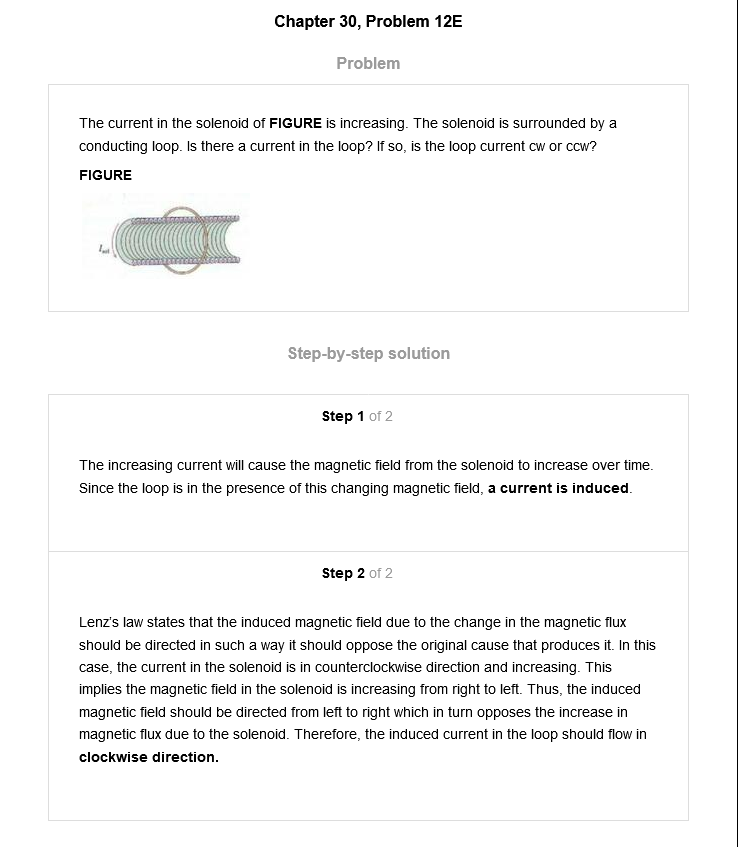 Chapter 30, Problem 12E
Problem
The current in the solenoid of FIGURE is increasing. The solenoid is surrounded by a
conducting loop. Is there a current in the loop? If so, is the loop current cw or ccw?
FIGURE
I_sol
Step-by-step solution
Step 1 of 2
The increasing current will cause the magnetic field from the solenoid to increase over time.
Since the loop is in the presence of this changing magnetic field, a current is induced.
Step 2 of 2
Lenz's law states that the induced magnetic field due to the change in the magnetic flux
should be directed in such a way it should oppose the original cause that produces it. In this
case, the current in the solenoid is in counterclockwise direction and increasing. This
implies the magnetic field in the solenoid is increasing from right to left. Thus, the induced
magnetic field should be directed from left to right which in turn opposes the increase in
magnetic flux due to the solenoid. Therefore, the induced current in the loop should flow in
clockwise direction.